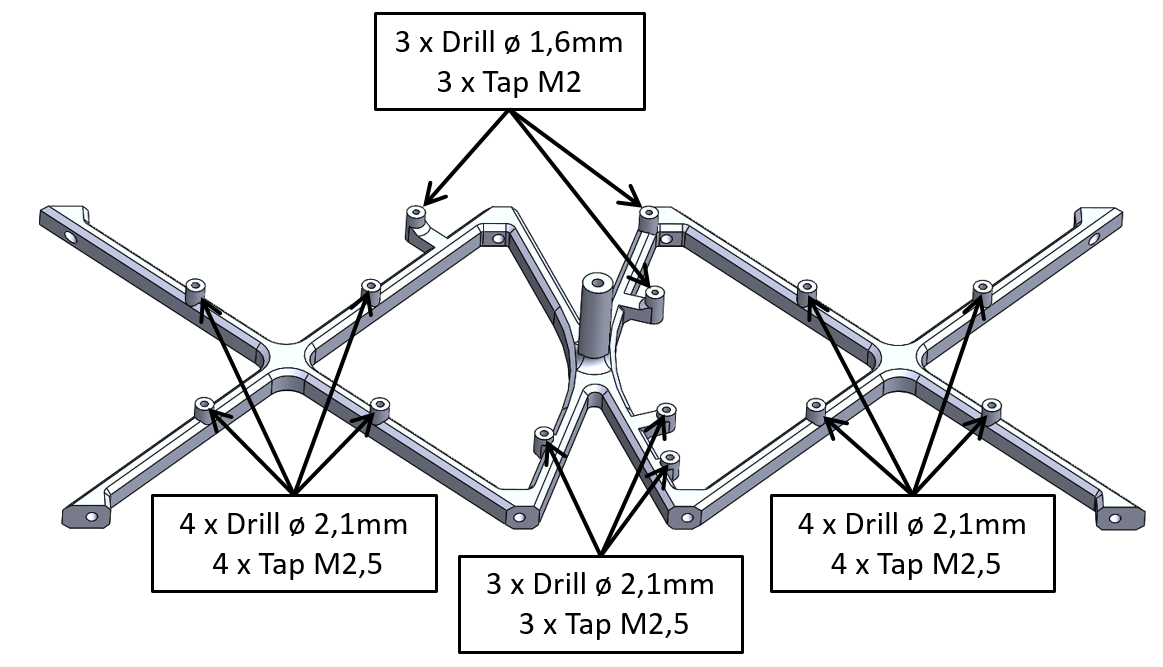 3 x Drill ø 1,6mm
3 x Tap M2
4 x Drill ø 2,1mm
4 x Tap M2,5
3 x Drill ø 2,1mm
3 x Tap M2,5
4 x Drill ø 2,1mm
4 x Tap M2,5